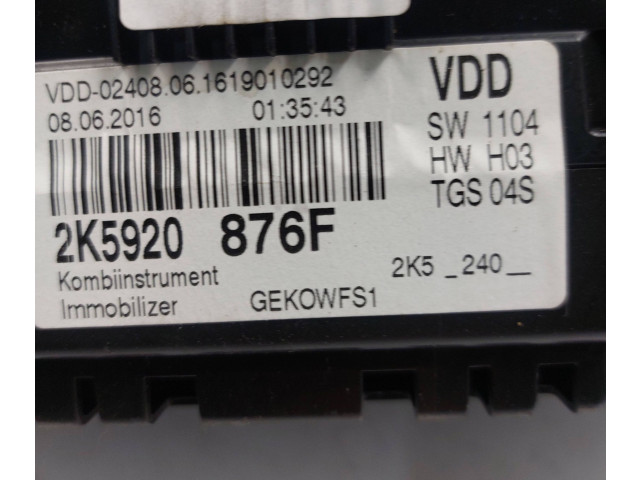 VDD-02408.06.1619010292
08.06.2016 01:35:43
VDD
SW 1104
HW H03
TGS 04S
2K5920 876F
Kombiinstrument
Immobilizer GEKOWFS1
2K5 _240__